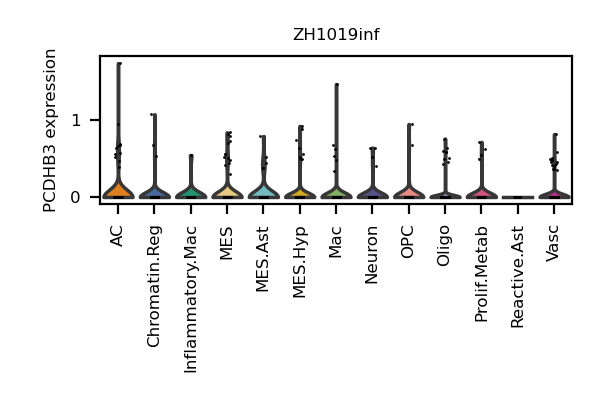 ZH1019inf
PCDHB3 expression
1
0
AC
Chromatin.Reg
Inflammatory.Mac
MES
MES.Ast
MES.Hyp
Mac
Neuron
OPC
Oligo
Prolif.Metab
Reactive.Ast
Vasc